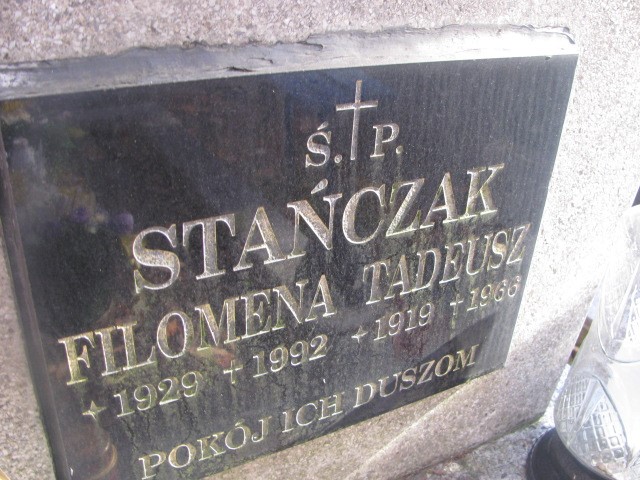 Ś.†P.
STAŃCZAK
FILOMENA TADEUSZ
✦1929 †1992 ✦1919 †1966
POKÓJ ICH DUSZOM